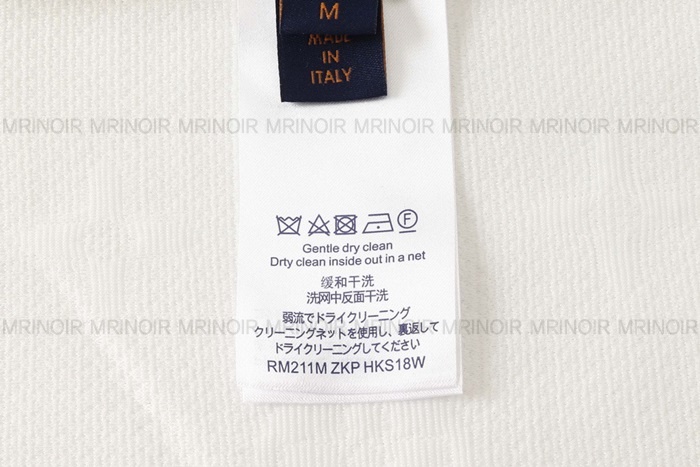 M
MADE
IN
ITALY
MRINOIR MRINOIR MRINOIR MRINOIR MRINOIR MRINOIR MRINOIR MRINOIR
F
Gentle dry clean
Drty clean inside out in a net
缓和干洗
洗网中反面干洗
弱流でドライクリーニング
MRINOIR MRINOIR MRINOIR MRINOIR MRINOIR MRINOIR MRINOIR MRINOIR
クリーニングネットを使用し、裏返して
ドライクリーニングしてください
RM211M ZKP HKS18W